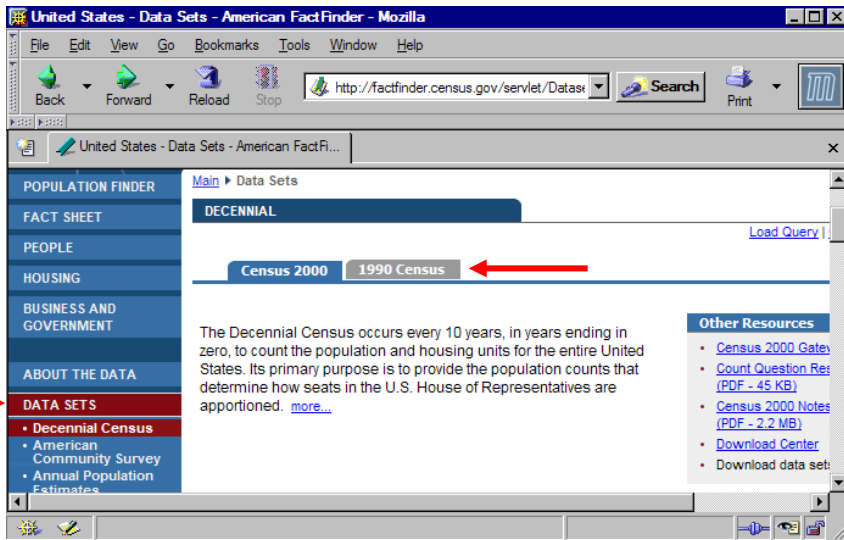 United States - Data Sets - American FactFinder - Mozilla
File Edit View Go Bookmarks Tools Window Help
Back Forward Reload Stop http://factfinder.census.gov/servlet/Datase Search Print
United States - Data Sets - American FactFi...
POPULATION FINDER
FACT SHEET
PEOPLE
HOUSING
BUSINESS AND
GOVERNMENT
ABOUT THE DATA
DATA SETS
• Decennial Census
• American
Community Survey
• Annual Population
Estimates
Main ▸ Data Sets
DECENNIAL
Load Query |
Census 2000 1990 Census
The Decennial Census occurs every 10 years, in years ending in
zero, to count the population and housing units for the entire United
States. Its primary purpose is to provide the population counts that
determine how seats in the U.S. House of Representatives are
apportioned. more...
Other Resources
• Census 2000 Gatew
• Count Question Res
(PDF - 45 KB)
• Census 2000 Notes
(PDF - 2.2 MB)
• Download Center
• Download data sets